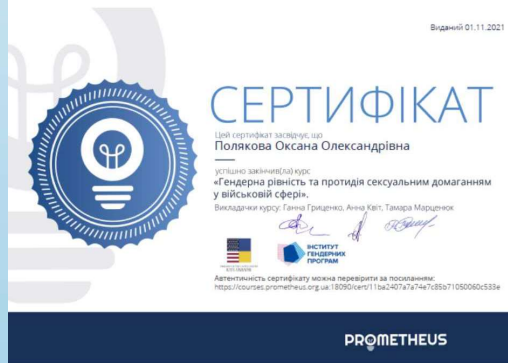 Виданий 01.11.2021
СЕРТИФІКАТ
Цей сертифікат засвідчує, що
Полякова Оксана Олександрівна
успішно закінчив(ла) курс
«Гендерна рівність та протидія сексуальним домаганням
у військовій сфері».
Викладачки курсу: Ганна Гриценко, Анна Квіт, Тамара Марценюк
ІНСТИТУТ
ГЕНДЕРНИХ
ПРОГРАМ
Автентичність сертифікату можна перевірити за посиланням:
https://courses.prometheus.org.ua:18090/cert/11ba2407a7a74e7c85b71050060c533e
PROMETHEUS